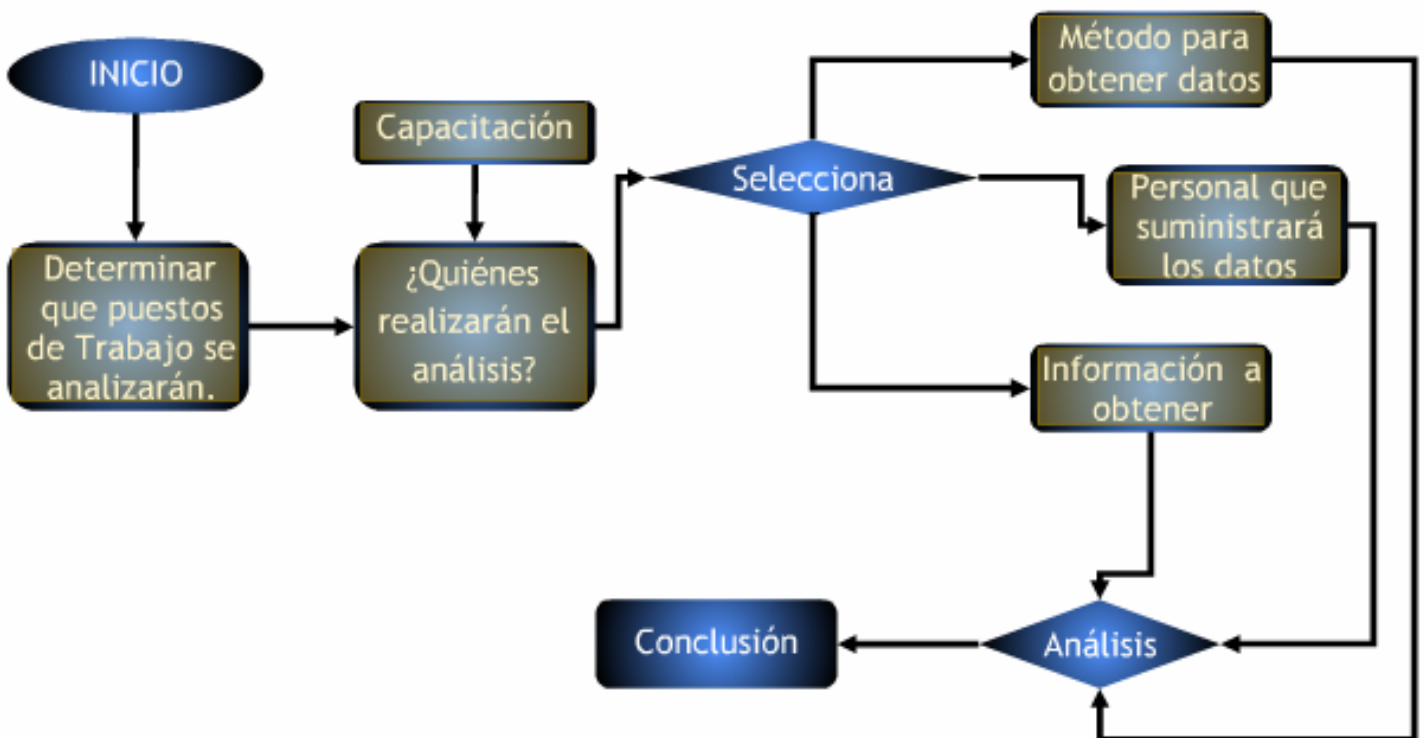 INICIO
Determinar
que puestos
de Trabajo se
analizarán.
Capacitación
¿Quiénes
realizarán el
análisis?
Selecciona
Método para
obtener datos
Personal que
suministrará
los datos
Información a
obtener
Análisis
Conclusión